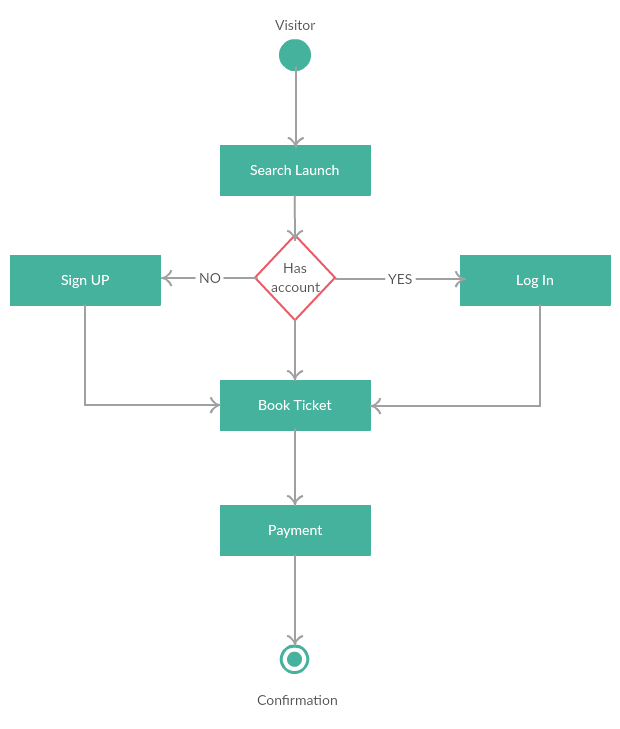 Visitor
Search Launch
Has
account
Sign UP
NO
YES
Log In
Book Ticket
Payment
Confirmation